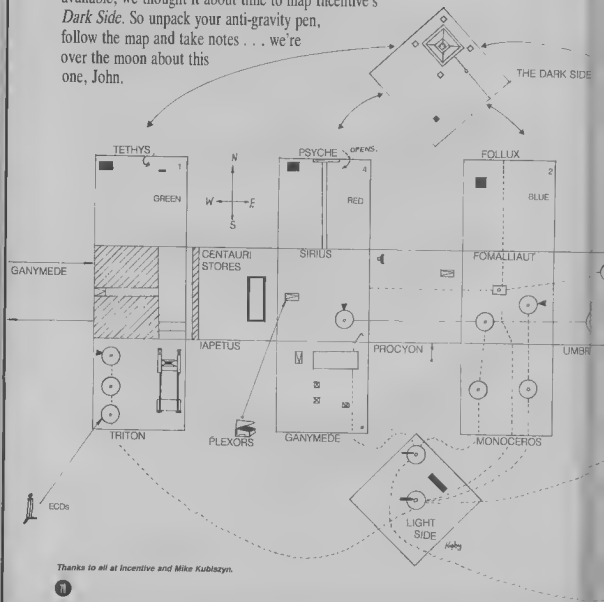 available, we thought it about time to map Incentive's
Dark Side. So unpack your anti-gravity pen,
follow the map and take notes . . . we're
over the moon about this
one, John.
THE DARK SIDE
TETHYS
1
GREEN
N
W E
S
PSYCHE OPENS.
4
RED
FOLLUX
2
BLUE
GANYMEDE
CENTAURI
STORES
SIRIUS
FOMALLIAUT
IAPETUS
PROCYON
UMBR
TRITON
PLEXORS
GANYMEDE
MONOCEROS
ECDs
LIGHT
SIDE
Thanks to all at Incentive and Mike Kubiszyn.